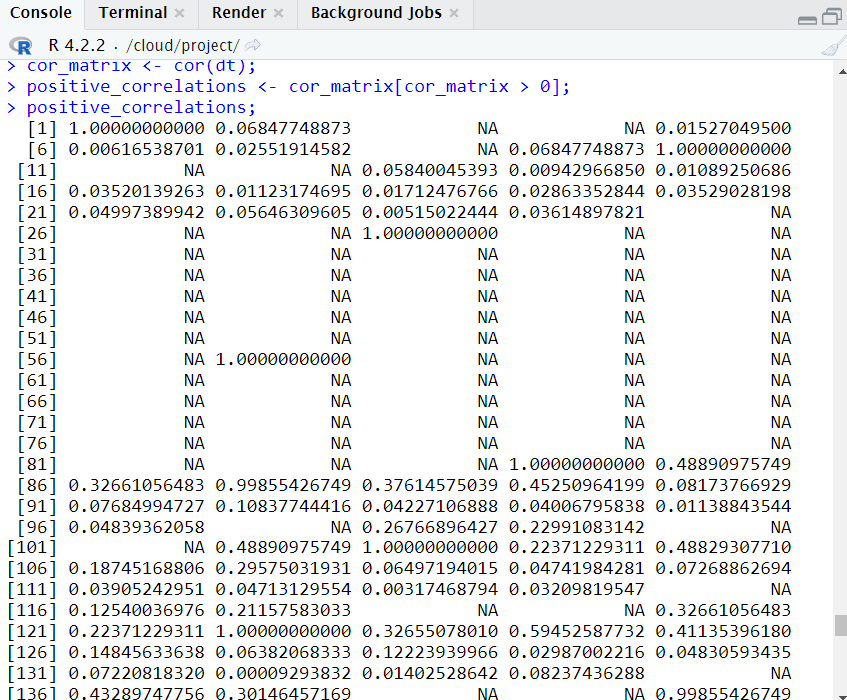 Console Terminal Render Background Jobs
R R 4.2.2 · /cloud/project/
> cor_matrix <- cor(dt);
> positive_correlations <- cor_matrix[cor_matrix > 0];
> positive_correlations;
[1] 1.00000000000 0.06847748873 NA NA 0.01527049500
[6] 0.00616538701 0.02551914582 NA 0.06847748873 1.00000000000
[11] NA NA 0.05840045393 0.00942966850 0.01089250686
[16] 0.03520139263 0.01123174695 0.01712476766 0.02863352844 0.03529028198
[21] 0.04997389942 0.05646309605 0.00515022444 0.03614897821 NA
[26] NA NA 1.00000000000 NA NA
[31] NA NA NA NA NA
[36] NA NA NA NA NA
[41] NA NA NA NA NA
[46] NA NA NA NA NA
[51] NA NA NA NA NA
[56] NA 1.00000000000 NA NA NA
[61] NA NA NA NA NA
[66] NA NA NA NA NA
[71] NA NA NA NA NA
[76] NA NA NA NA NA
[81] NA NA NA 1.00000000000 0.48890975749
[86] 0.32661056483 0.99855426749 0.37614575039 0.45250964199 0.08173766929
[91] 0.07684994727 0.10837744416 0.04227106888 0.04006795838 0.01138843544
[96] 0.04839362058 NA 0.26766896427 0.22991083142 NA
[101] NA 0.48890975749 1.00000000000 0.22371229311 0.48829307710
[106] 0.18745168806 0.29575031931 0.06497194015 0.04741984281 0.07268862694
[111] 0.03905242951 0.04713129554 0.00317468794 0.03209819547 NA
[116] 0.12540036976 0.21157583033 NA NA 0.32661056483
[121] 0.22371229311 1.00000000000 0.32655078010 0.59452587732 0.41135396180
[126] 0.14845633638 0.06382068333 0.12223939966 0.02987002216 0.04830593435
[131] 0.07220818320 0.00009293832 0.01402528642 0.08237436288 NA
[136] 0.43289747756 0.30146457169 NA NA 0.99855426749